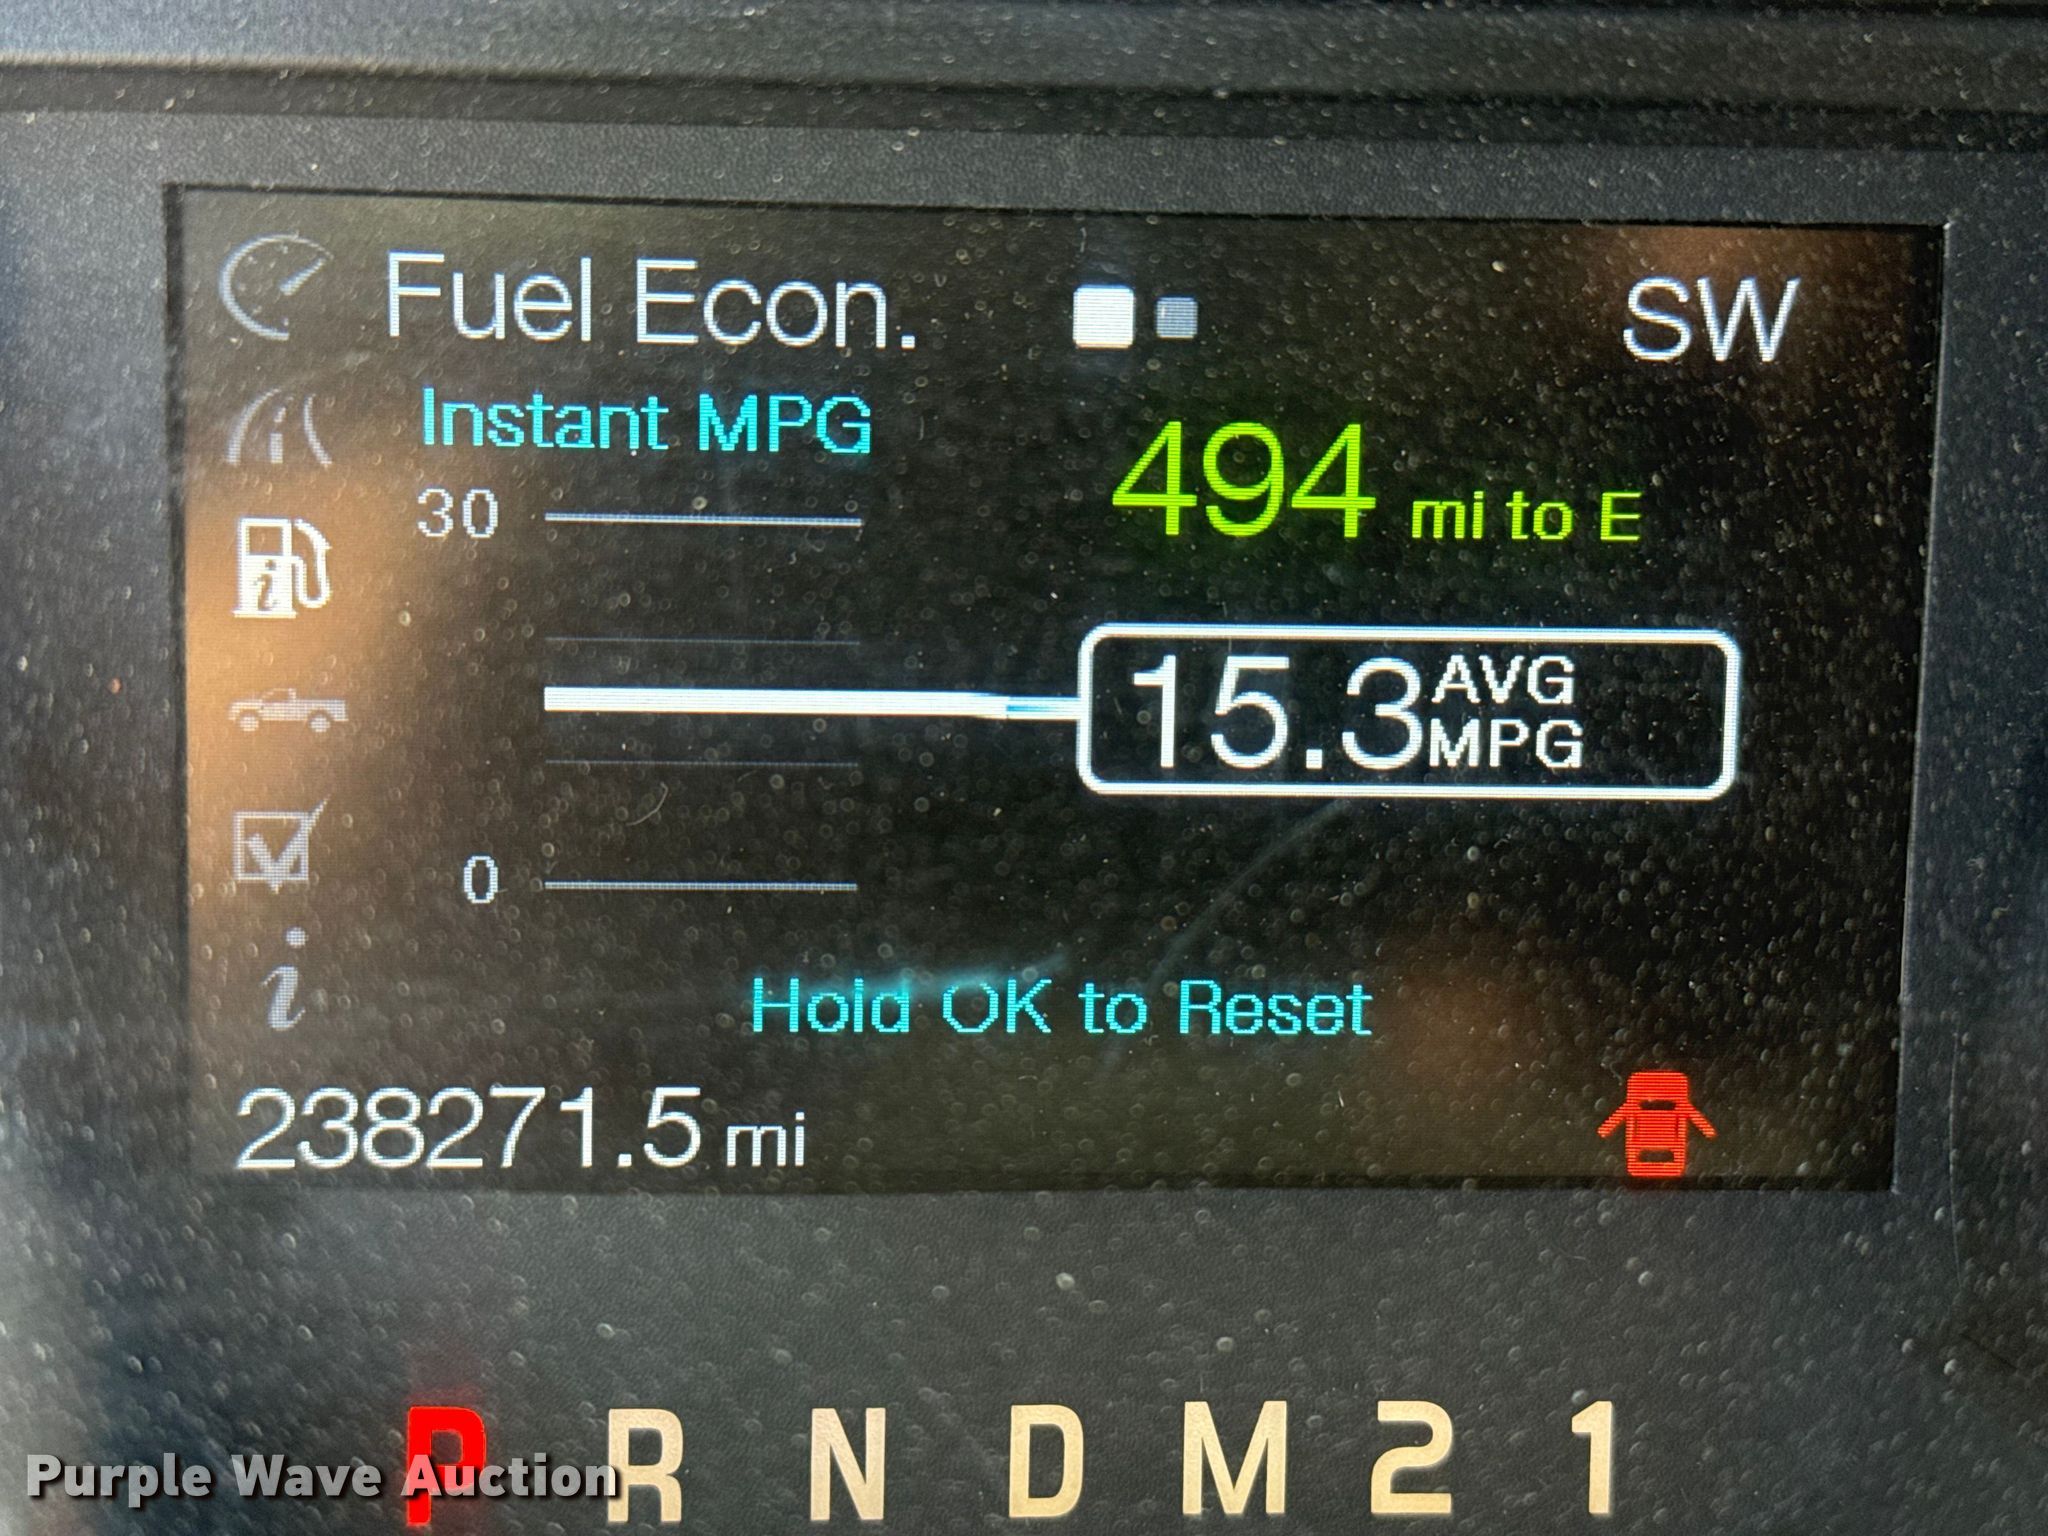 Fuel Econ.
SW
Instant MPG
494 mi to E
30
15.3 AVG MPG
0
Hold OK to Reset
238271.5 mi
P R N D M 2 1
Purple Wave Auction